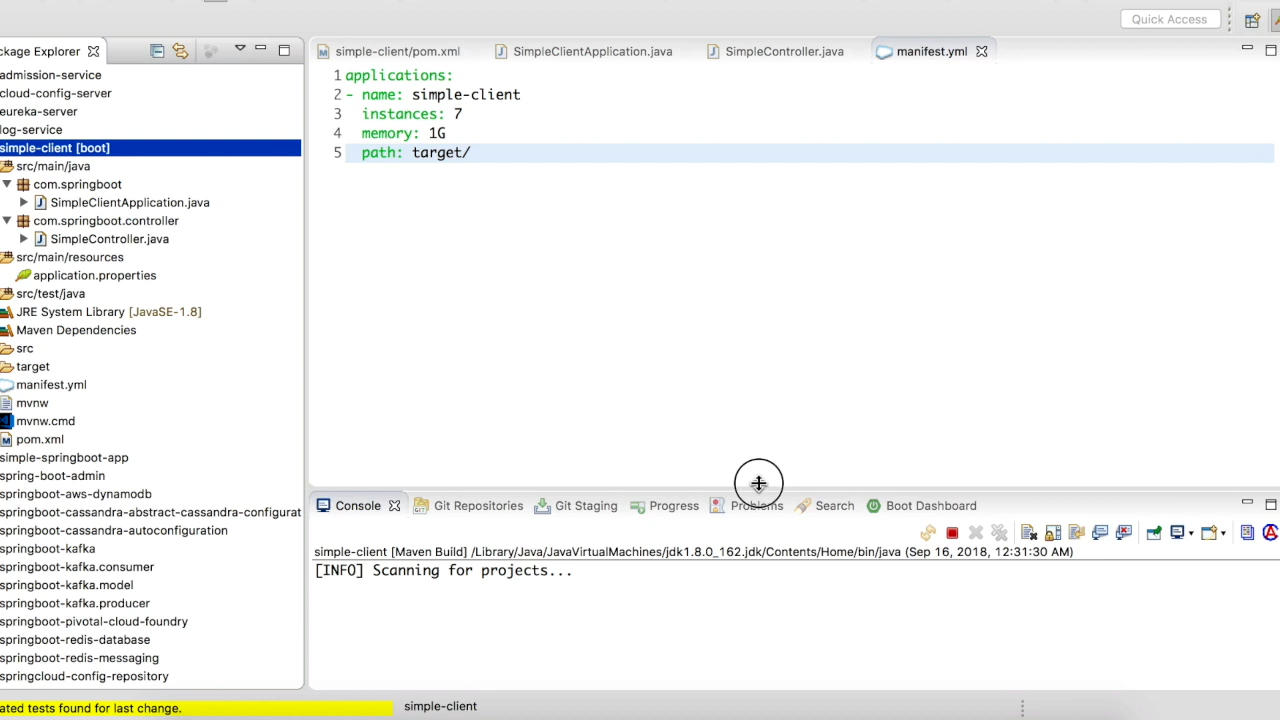 Quick Access
ckage Explorer
simple-client/pom.xml
SimpleClientApplication.java
SimpleController.java
manifest.yml
admission-service
cloud-config-server
eureka-server
log-service
simple-client [boot]
src/main/java
com.springboot
SimpleClientApplication.java
com.springboot.controller
SimpleController.java
src/main/resources
application.properties
src/test/java
JRE System Library [JavaSE-1.8]
Maven Dependencies
src
target
manifest.yml
mvnw
mvnw.cmd
pom.xml
simple-springboot-app
spring-boot-admin
springboot-aws-dynamodb
springboot-cassandra-abstract-cassandra-configurat
springboot-cassandra-autoconfiguration
springboot-kafka
springboot-kafka.consumer
springboot-kafka.model
springboot-kafka.producer
springboot-pivotal-cloud-foundry
springboot-redis-database
springboot-redis-messaging
springcloud-config-repository
1 applications:
2 - name: simple-client
3 instances: 7
4 memory: 1G
5 path: target/
Console
Git Repositories
Git Staging
Progress
Problems
Search
Boot Dashboard
simple-client [Maven Build] /Library/Java/JavaVirtualMachines/jdk1.8.0_162.jdk/Contents/Home/bin/java (Sep 16, 2018, 12:31:30 AM)
[INFO] Scanning for projects...
ated tests found for last change.
simple-client